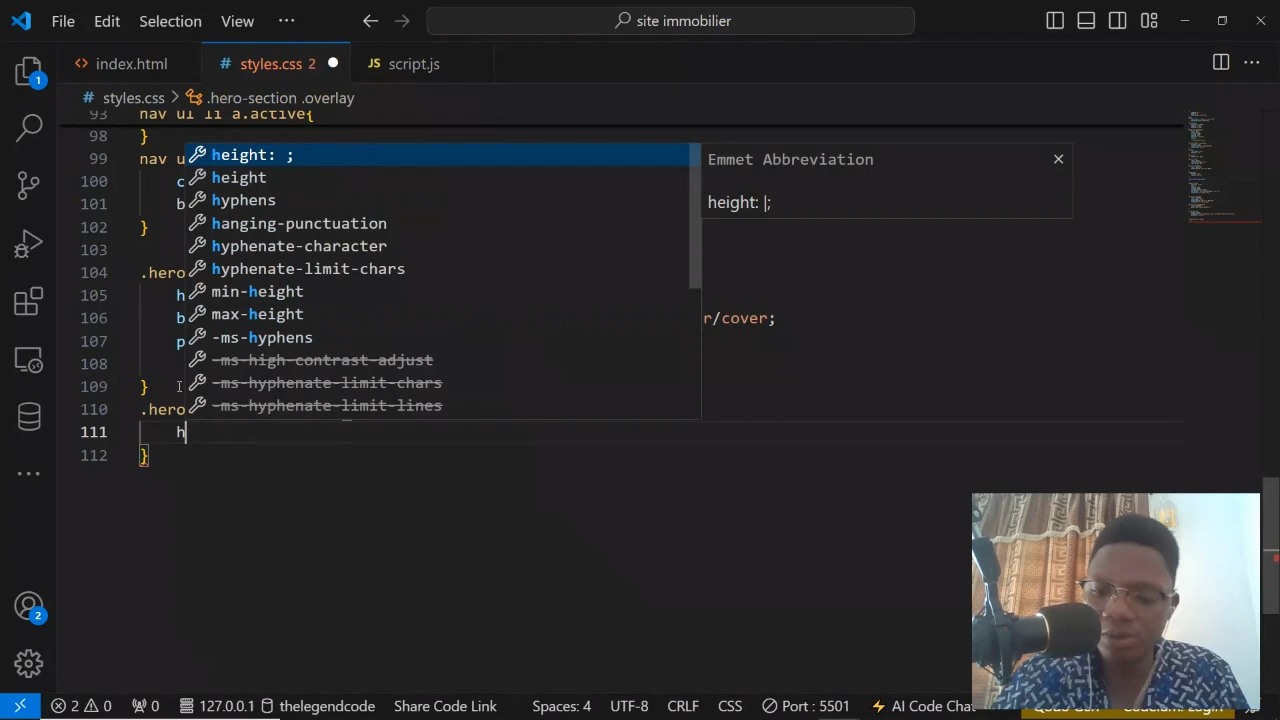 File Edit Selection View ··· site immobilier
index.html styles.css 2 JS script.js
styles.css > .hero-section .overlay
93 nav ul li a.active{
98 }
99 nav u
100 c
101 b
102 }
103
104 .hero
105 h
106 b r/cover;
107 p
108
109 }
110 .hero
111 h
112 }
height: ;
height
hyphens
hanging-punctuation
hyphenate-character
hyphenate-limit-chars
min-height
max-height
-ms-hyphens
-ms-high-contrast-adjust
-ms-hyphenate-limit-chars
-ms-hyphenate-limit-lines
Emmet Abbreviation
height: |;
1
2
2 0 0 127.0.0.1 thelegendcode Share Code Link Spaces: 4 UTF-8 CRLF CSS Port : 5501 AI Code Chat